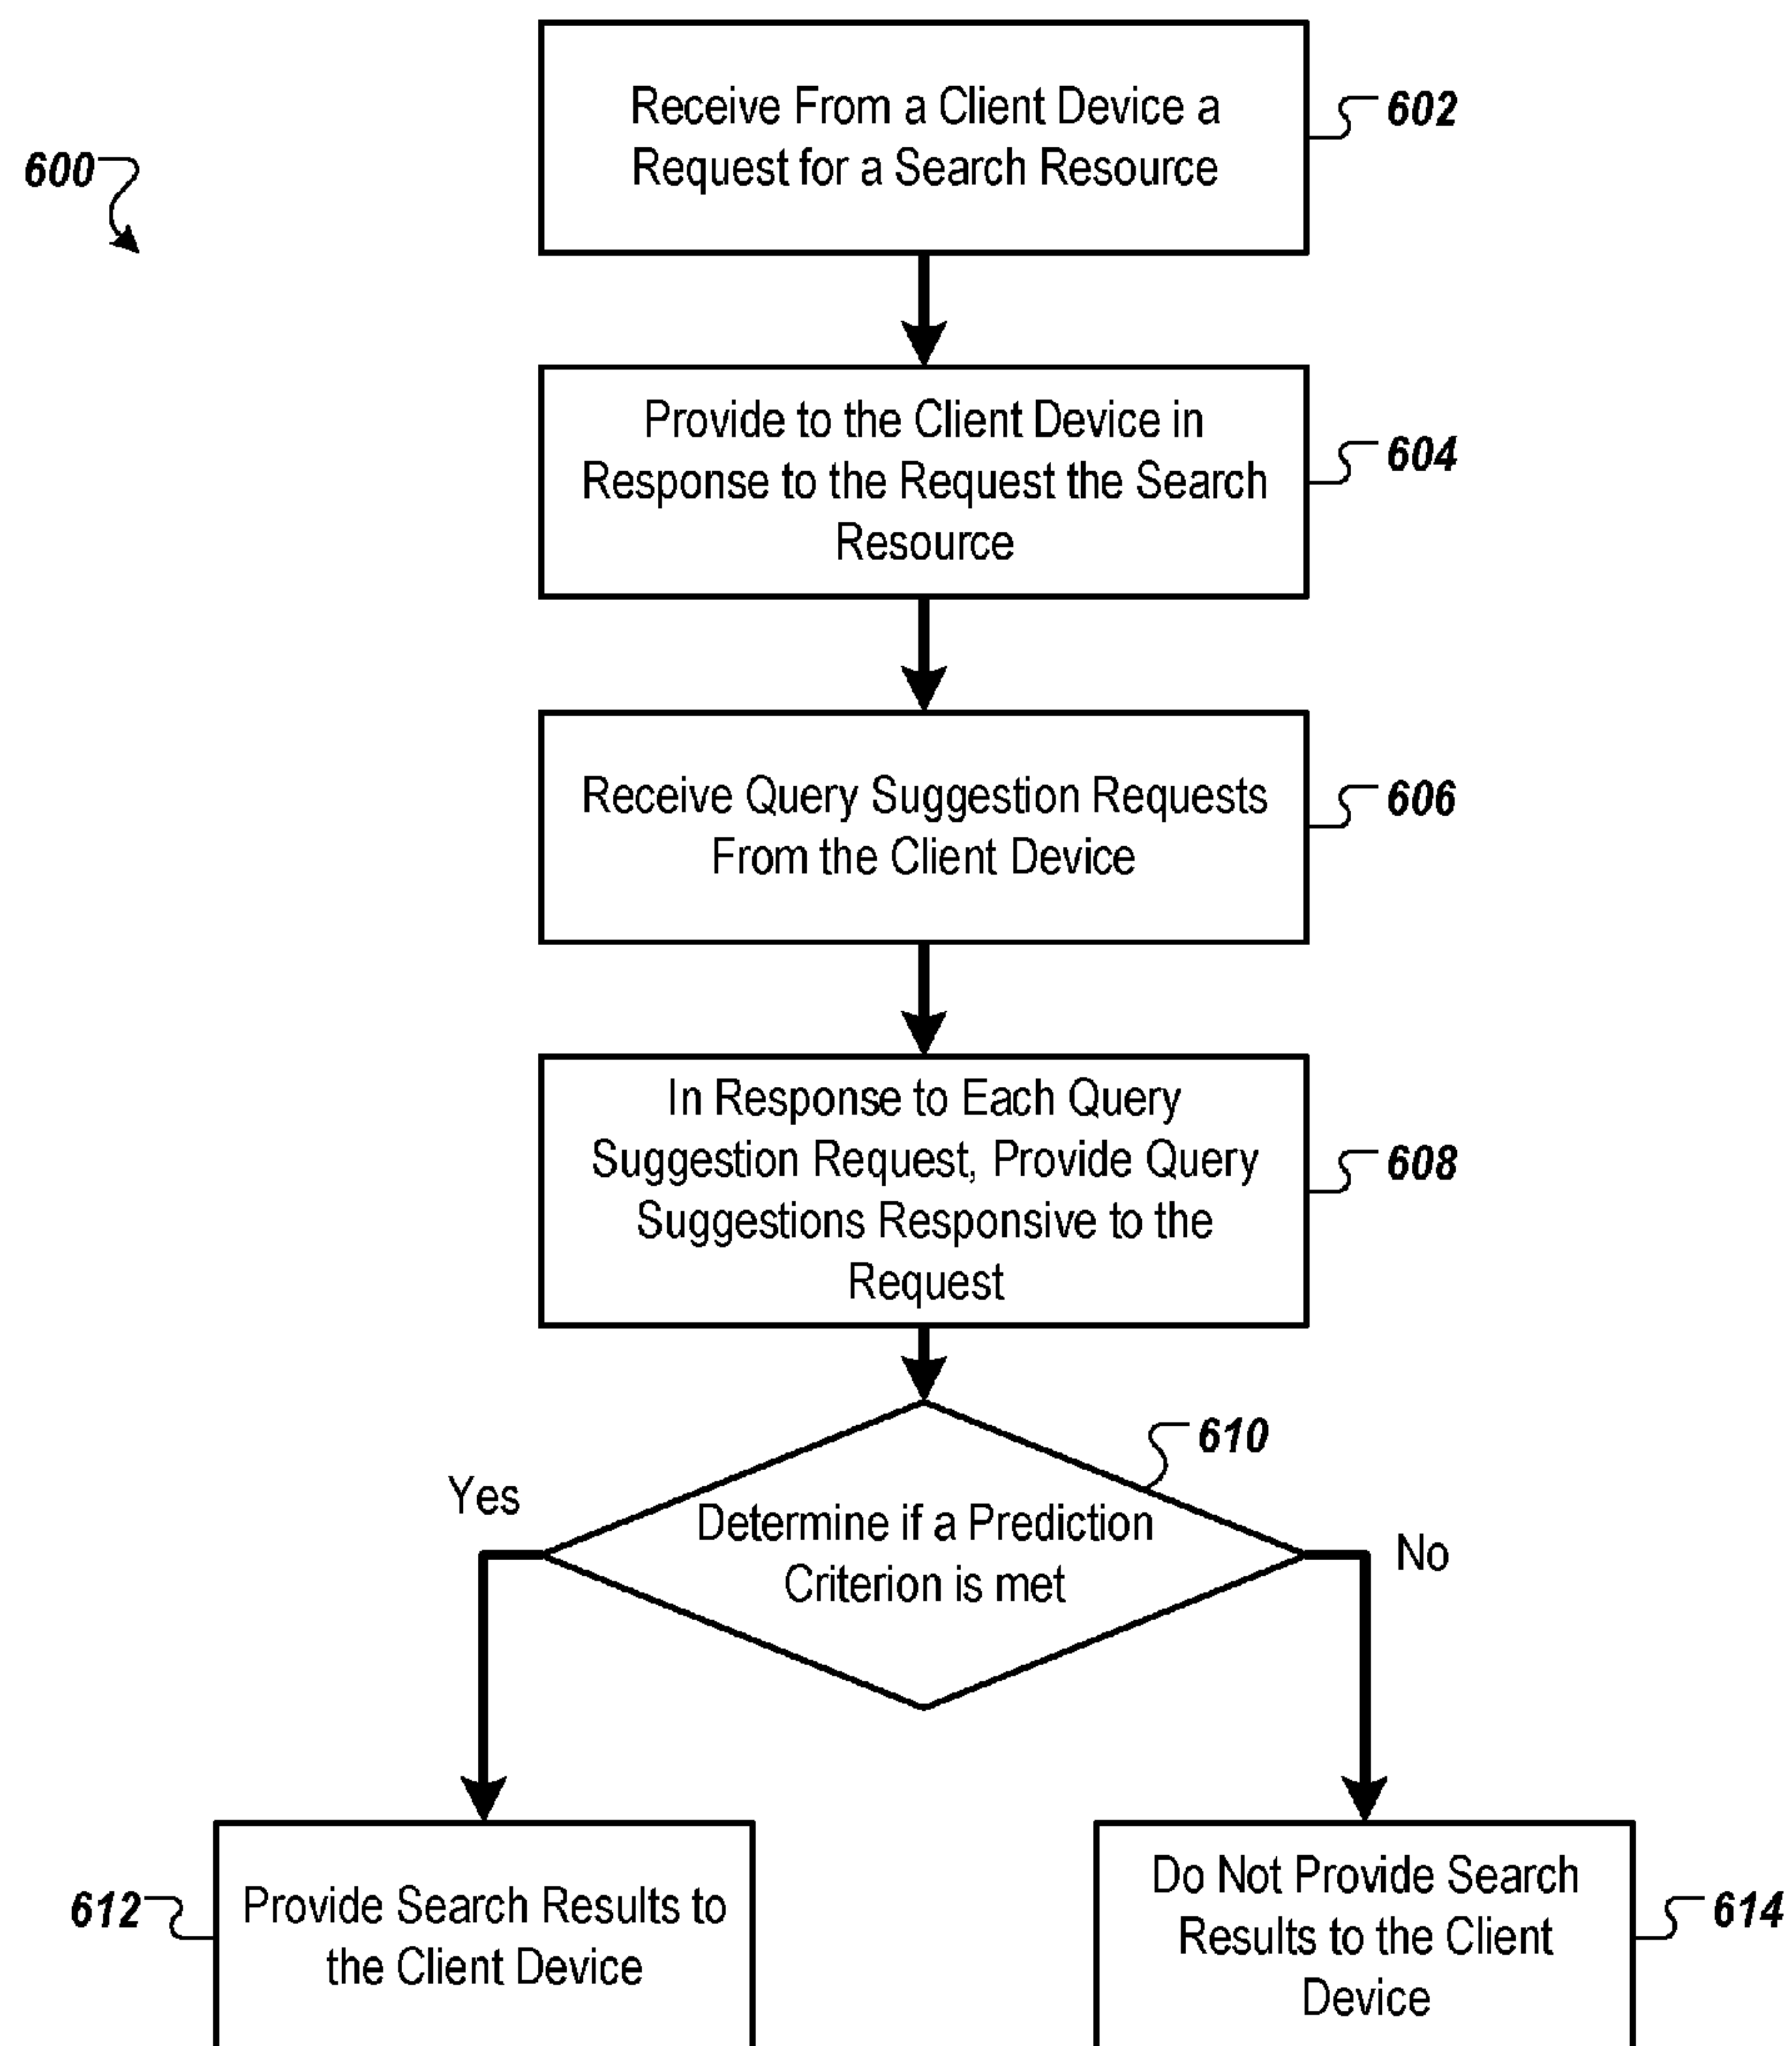 600
Receive From a Client Device a
Request for a Search Resource
602
Provide to the Client Device in
Response to the Request the Search
Resource
604
Receive Query Suggestion Requests
From the Client Device
606
In Response to Each Query
Suggestion Request, Provide Query
Suggestions Responsive to the
Request
608
610
Determine if a Prediction
Criterion is met
Yes
No
612
Provide Search Results to
the Client Device
Do Not Provide Search
Results to the Client
Device
614